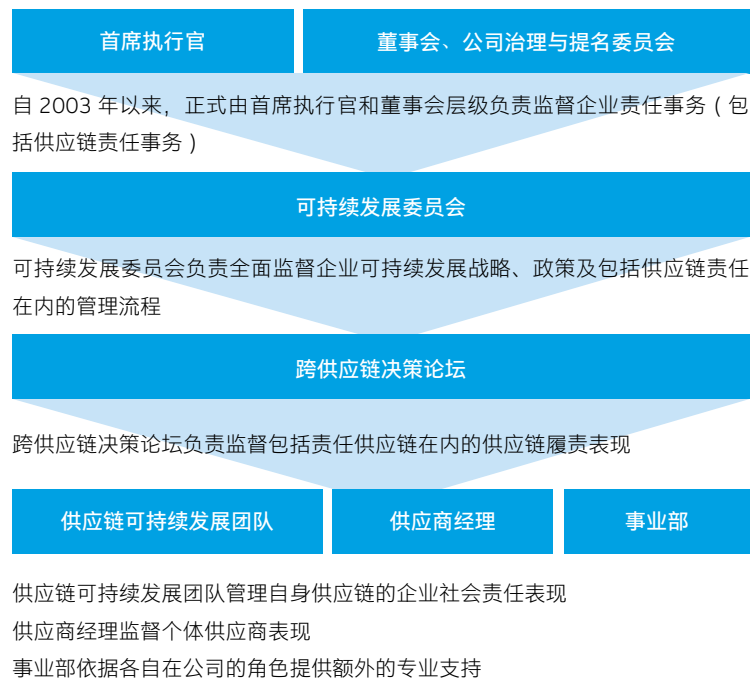 首席执行官
董事会、公司治理与提名委员会
自 2003 年以来，正式由首席执行官和董事会层级负责监督企业责任事务（包
括供应链责任事务）
可持续发展委员会
可持续发展委员会负责全面监督企业可持续发展战略、政策及包括供应链责任
在内的管理流程
跨供应链决策论坛
跨供应链决策论坛负责监督包括责任供应链在内的供应链履责表现
供应链可持续发展团队
供应商经理
事业部
供应链可持续发展团队管理自身供应链的企业社会责任表现
供应商经理监督个体供应商表现
事业部依据各自在公司的角色提供额外的专业支持